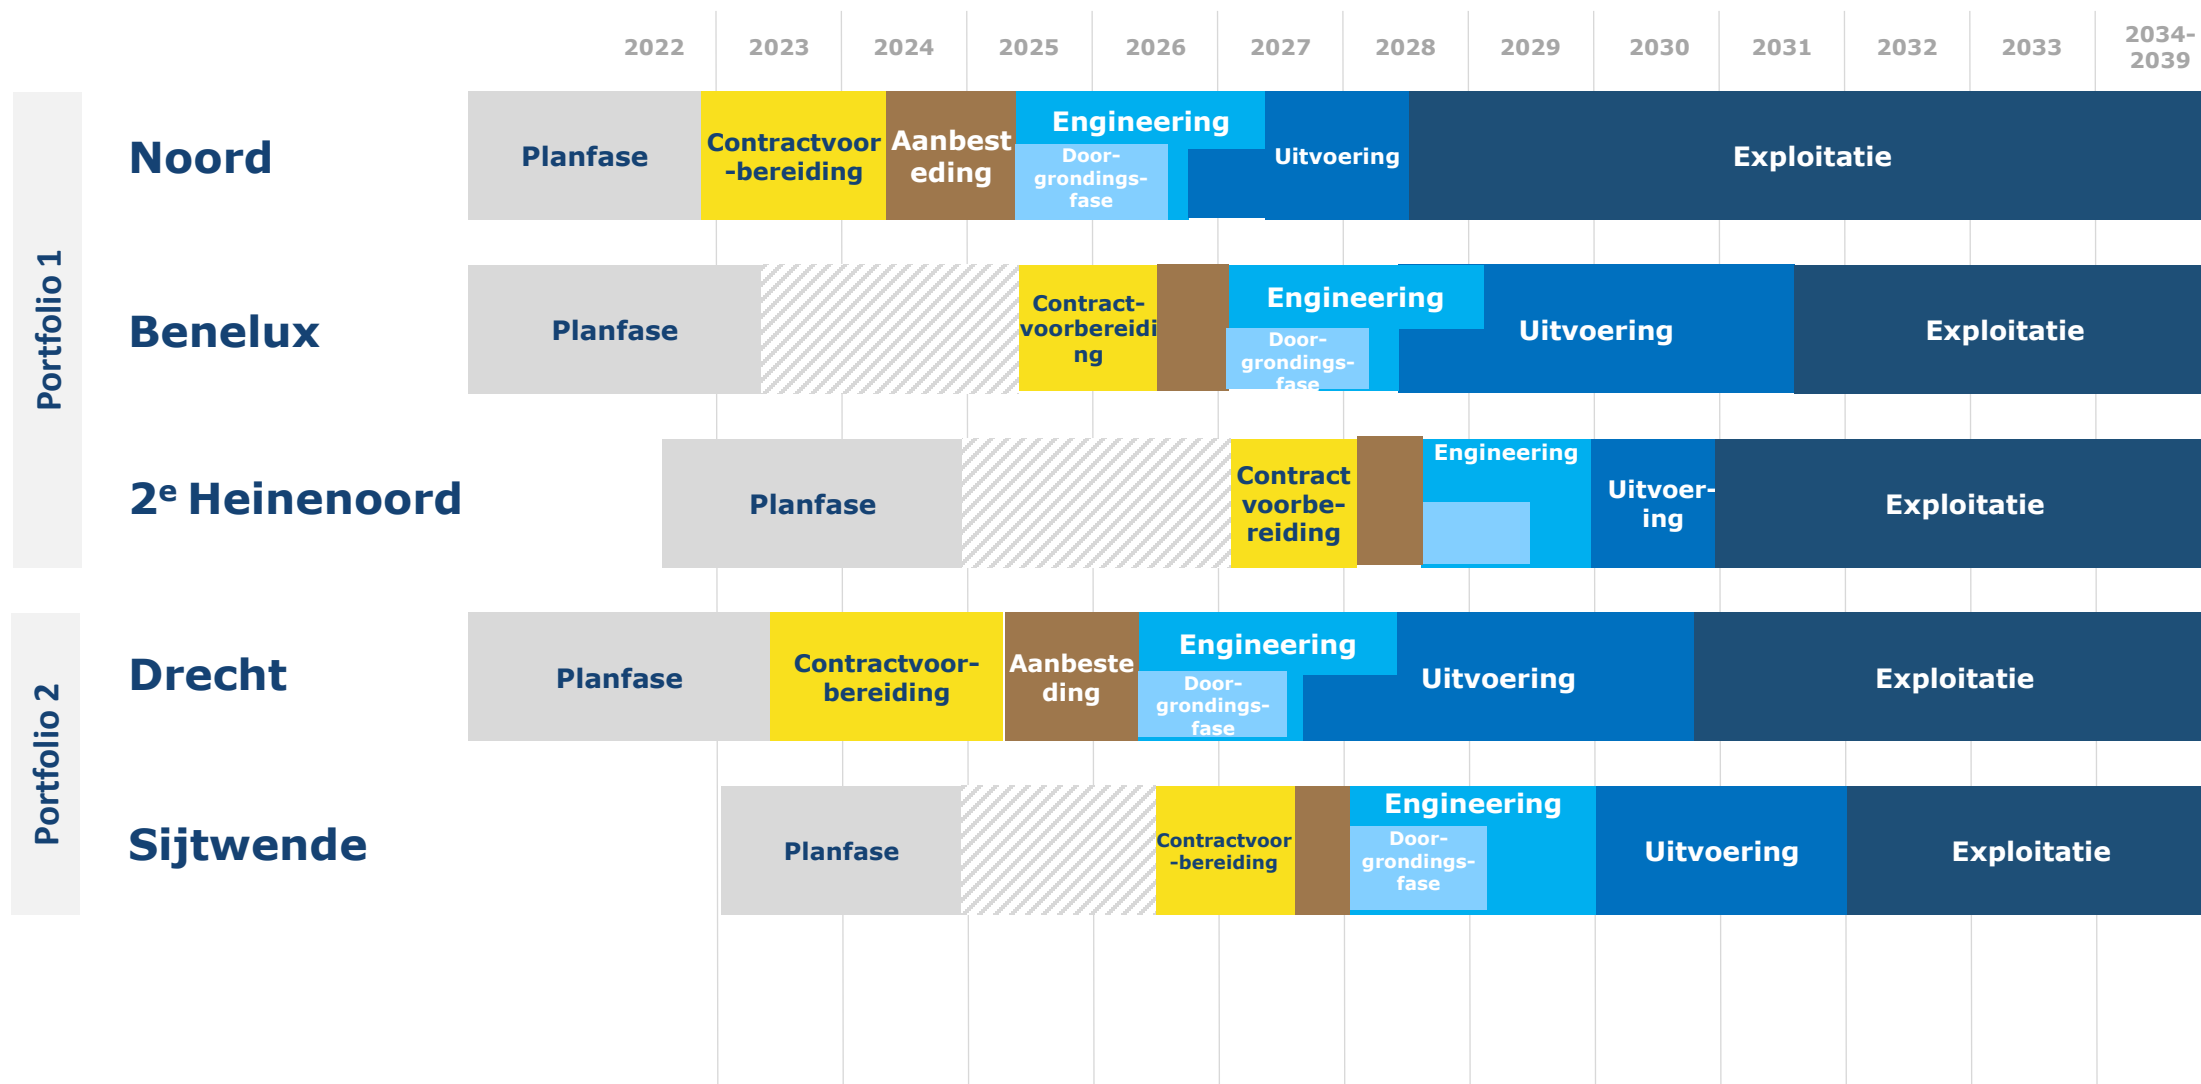 2022 2023 2024 2025 2026 2027 2028 2029 2030 2031 2032 2033 2034-
2039
Portfolio 1
Noord
Planfase
Contractvoor
-bereiding
Aanbest
eding
Engineering
Door-
grondings-
fase
Uitvoering
Exploitatie
Benelux
Planfase
Contract-
voorbereidi
ng
Engineering
Door-
grondings-
fase
Uitvoering
Exploitatie
2e Heinenoord
Planfase
Contract
voorbe-
reiding
Engineering
Uitvoer-
ing
Exploitatie
Portfolio 2
Drecht
Planfase
Contractvoor-
bereiding
Aanbeste
ding
Engineering
Door-
grondings-
fase
Uitvoering
Exploitatie
Sijtwende
Planfase
Contractvoor
-bereiding
Engineering
Door-
grondings-
fase
Uitvoering
Exploitatie